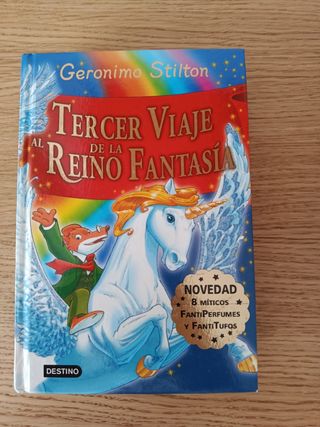 Geronimo Stilton
TERCER VIAJE
AL DE LA
REINO FANTASÍA
NOVEDAD
8 MÍTICOS
FANTIPERFUMES
Y FANTITUFOS
DESTINO